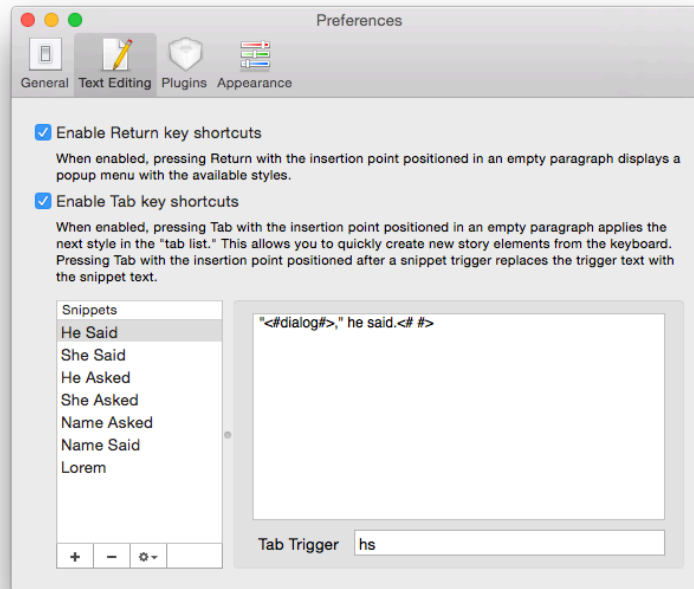 Preferences
General Text Editing Plugins Appearance
Enable Return key shortcuts
When enabled, pressing Return with the insertion point positioned in an empty paragraph displays a
popup menu with the available styles.
Enable Tab key shortcuts
When enabled, pressing Tab with the insertion point positioned in an empty paragraph applies the
next style in the "tab list." This allows you to quickly create new story elements from the keyboard.
Pressing Tab with the insertion point positioned after a snippet trigger replaces the trigger text with
the snippet text.
Snippets
He Said
She Said
He Asked
She Asked
Name Asked
Name Said
Lorem
"<#dialog#>," he said.<# #>
Tab Trigger hs